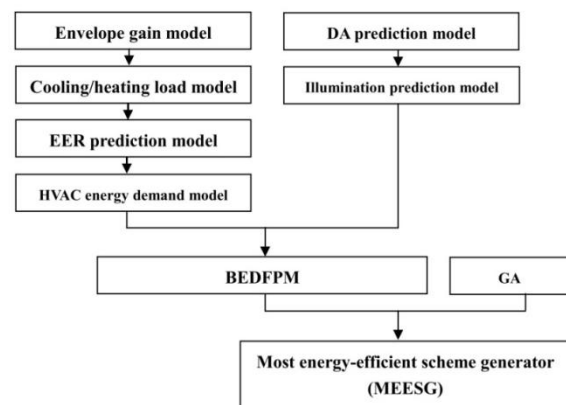 Envelope gain model
DA prediction model
Cooling/heating load model
Illumination prediction model
EER prediction model
HVAC energy demand model
BEDFPM
GA
Most energy-efficient scheme generator
(MEESG)